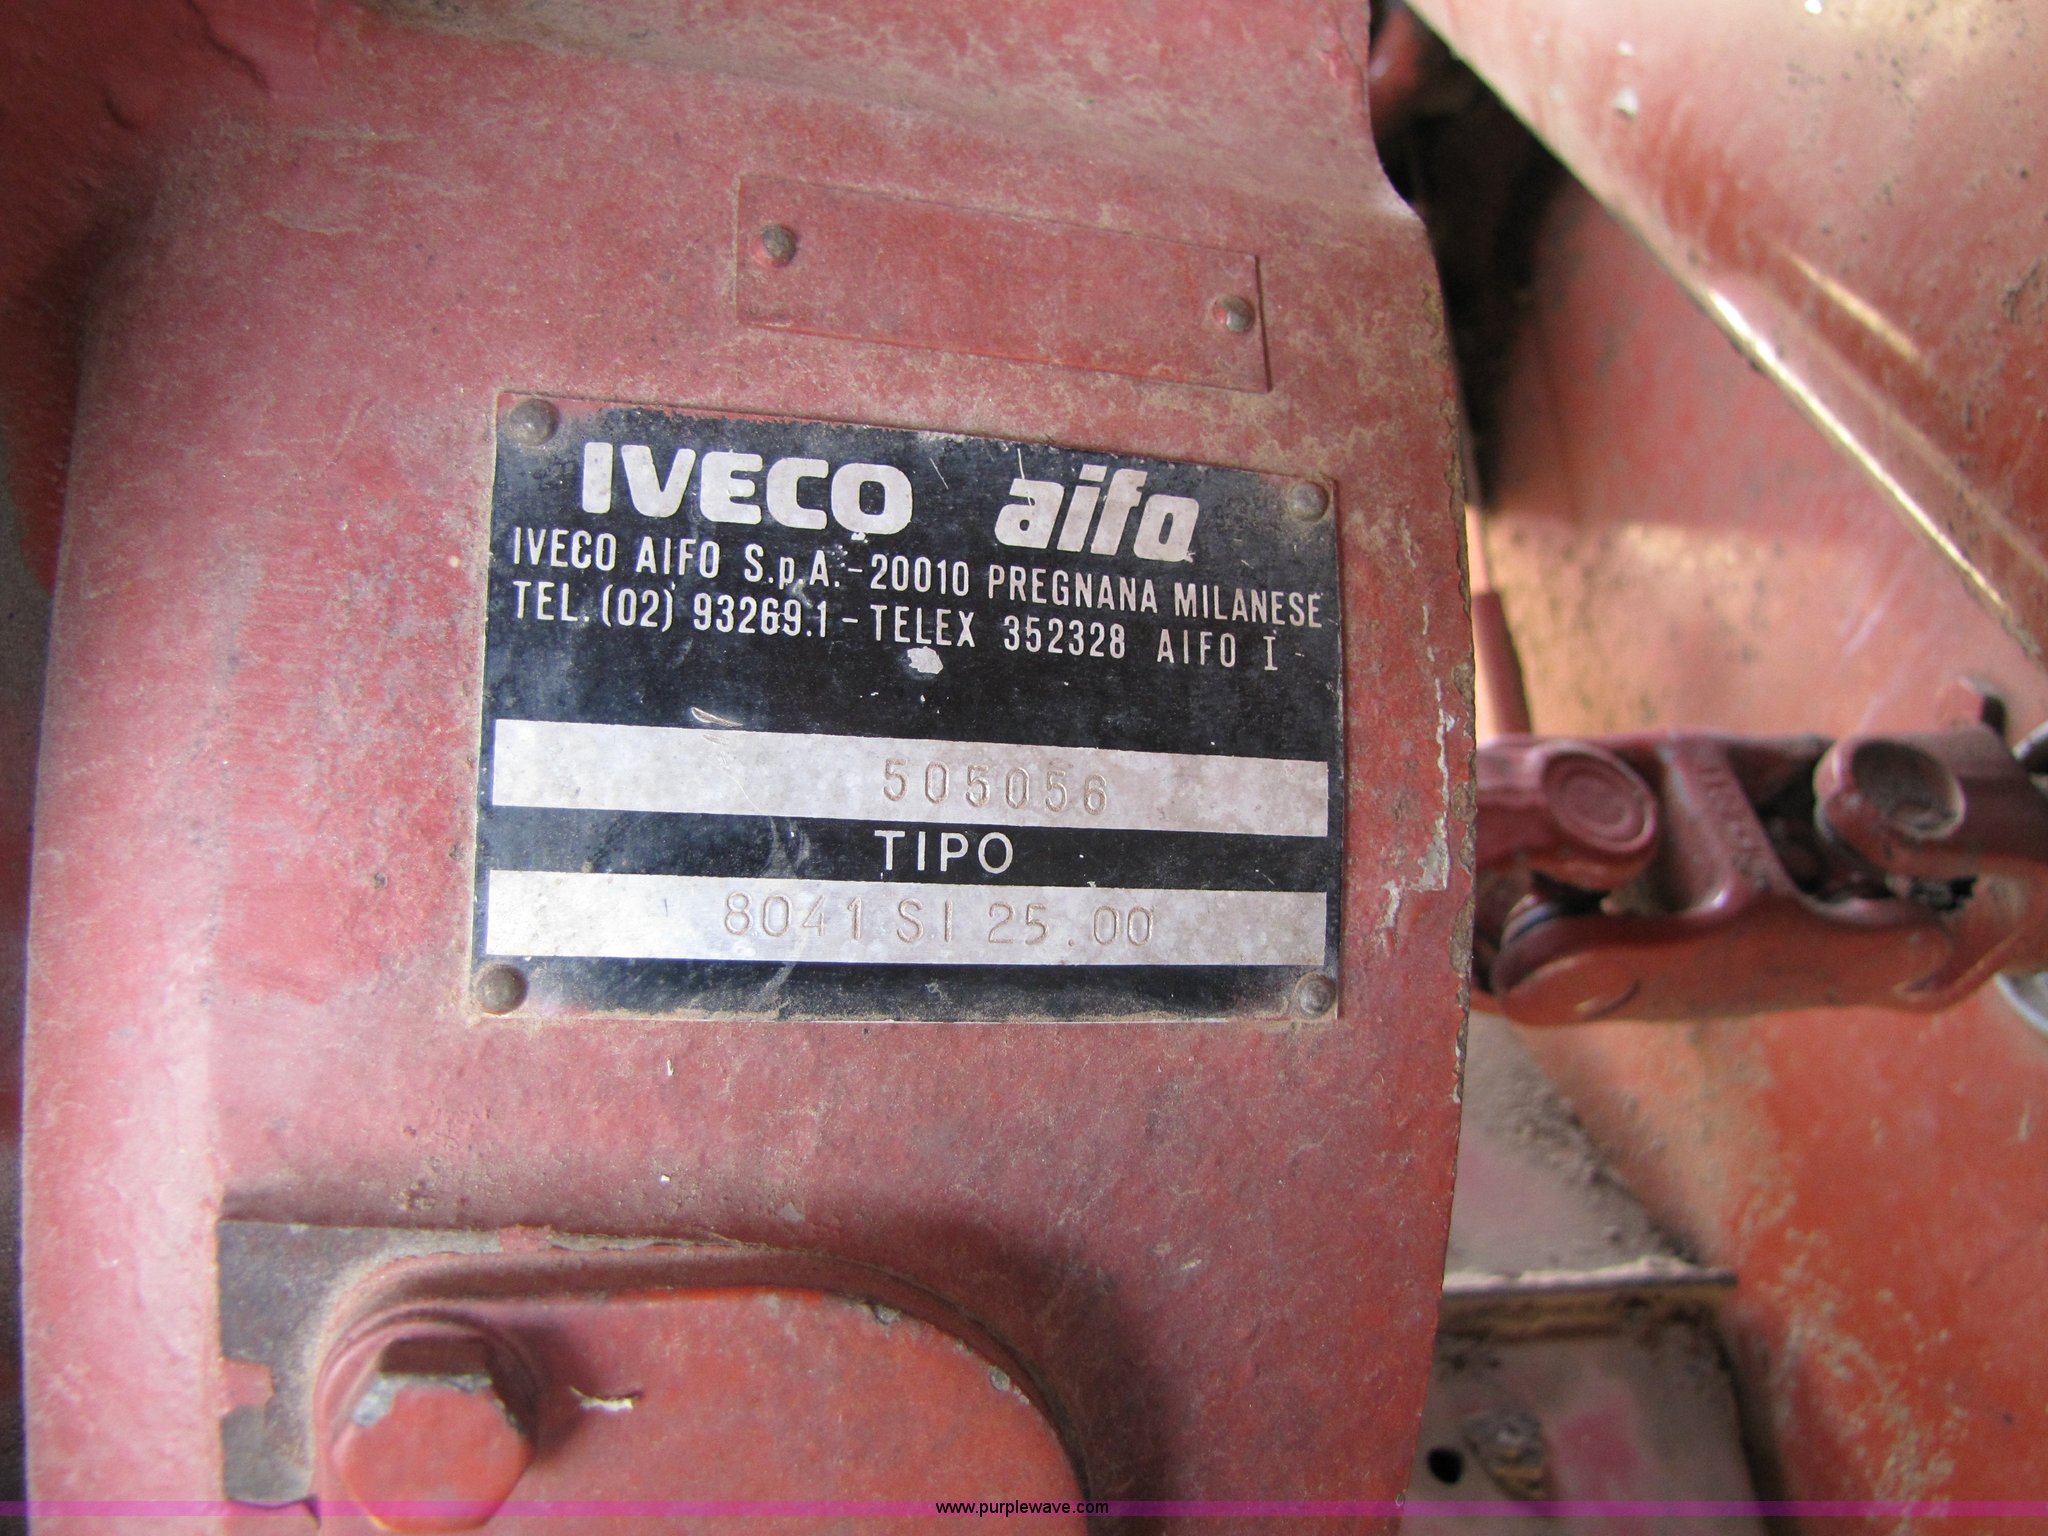 IVECO aifo
IVECO AIFO S.p.A. - 20010 PREGNANA MILANESE
TEL. (02) 93269.1 - TELEX 352328 AIFO I
505056
TIPO
8041 SI 25.00
www.purplewave.com